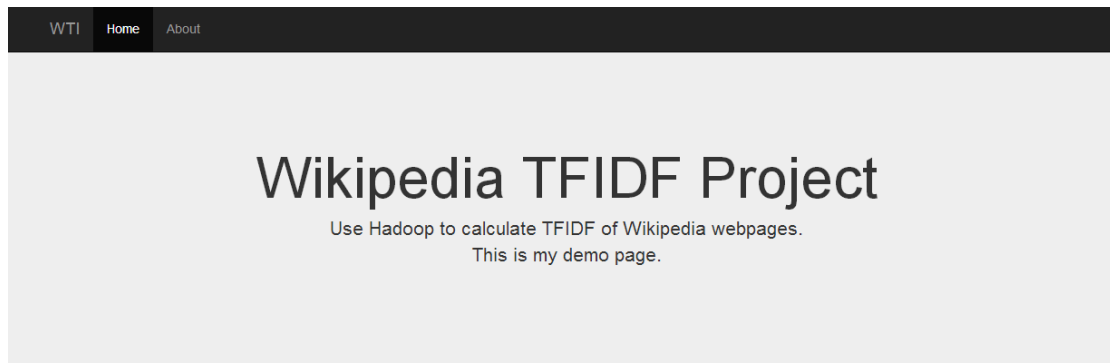 WTI Home About
Wikipedia TFIDF Project
Use Hadoop to calculate TFIDF of Wikipedia webpages.
This is my demo page.